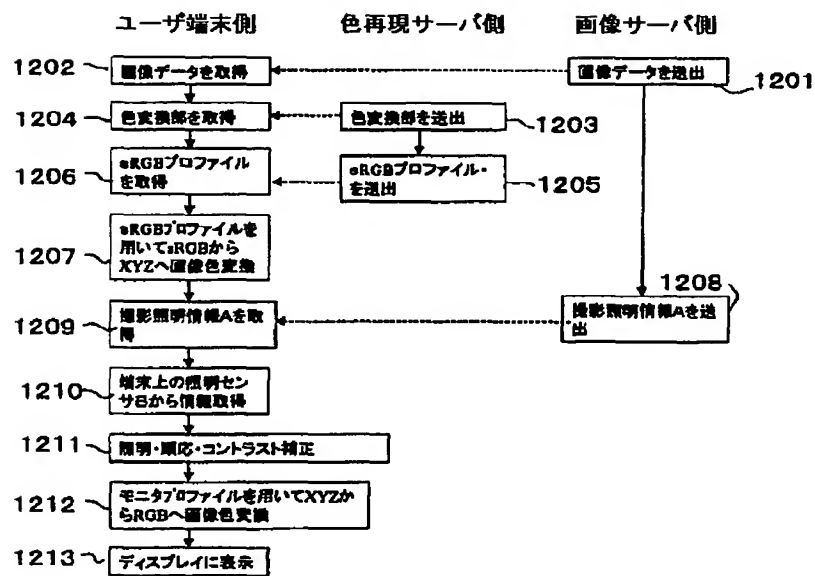 ユーザ端末側 色再現サーバ側 画像サーバ側
1202 画像データを取得 画像データを送出 1201
1204 色変換部を取得 色変換部を送出 1203
1206 sRGBプロファイル
を取得
sRGBプロファイル・
を送出 1205
1207 sRGBプロファイルを
用いてsRGBから
XYZへ画像色変換
1208
1209 撮影照明情報Aを取
得
撮影照明情報Aを送
出
1210 端末上の照明セン
サBから情報取得
1211 照明・順応・コントラスト補正
1212 モニタプロファイルを用いてXYZか
らRGBへ画像色変換
1213 ディスプレイに表示